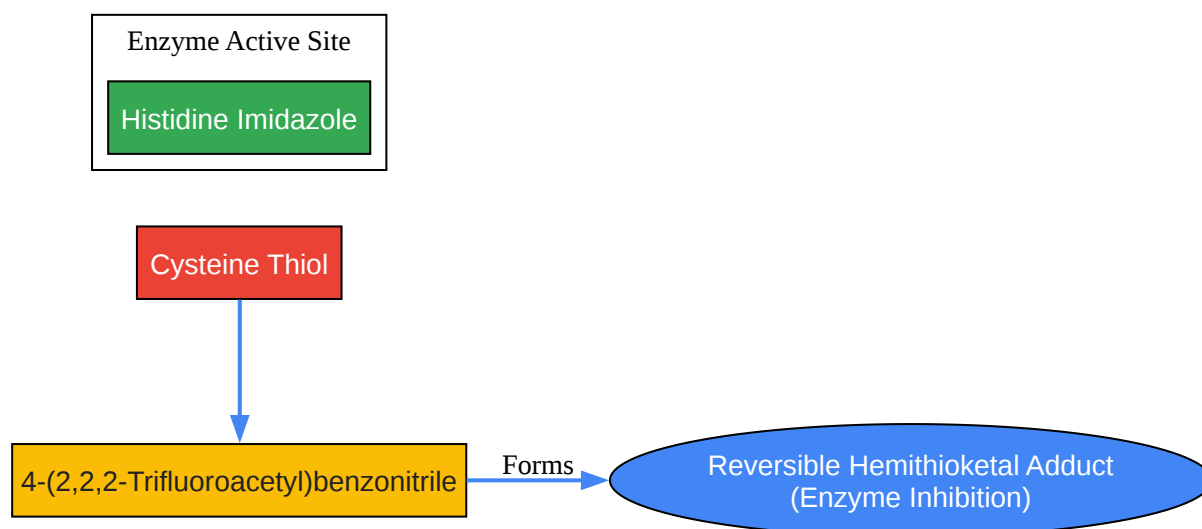 Enzyme Active Site
Histidine Imidazole
Cysteine Thiol
4-(2,2,2-Trifluoroacetyl)benzonitrile
Forms
Reversible Hemithioketal Adduct
(Enzyme Inhibition)